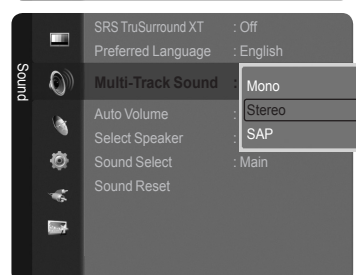 Sound
SRS TruSurround XT : Off
Preferred Language : English
Multi-Track Sound :
Mono
Stereo
SAP
Auto Volume :
Select Speaker :
Sound Select : Main
Sound Reset